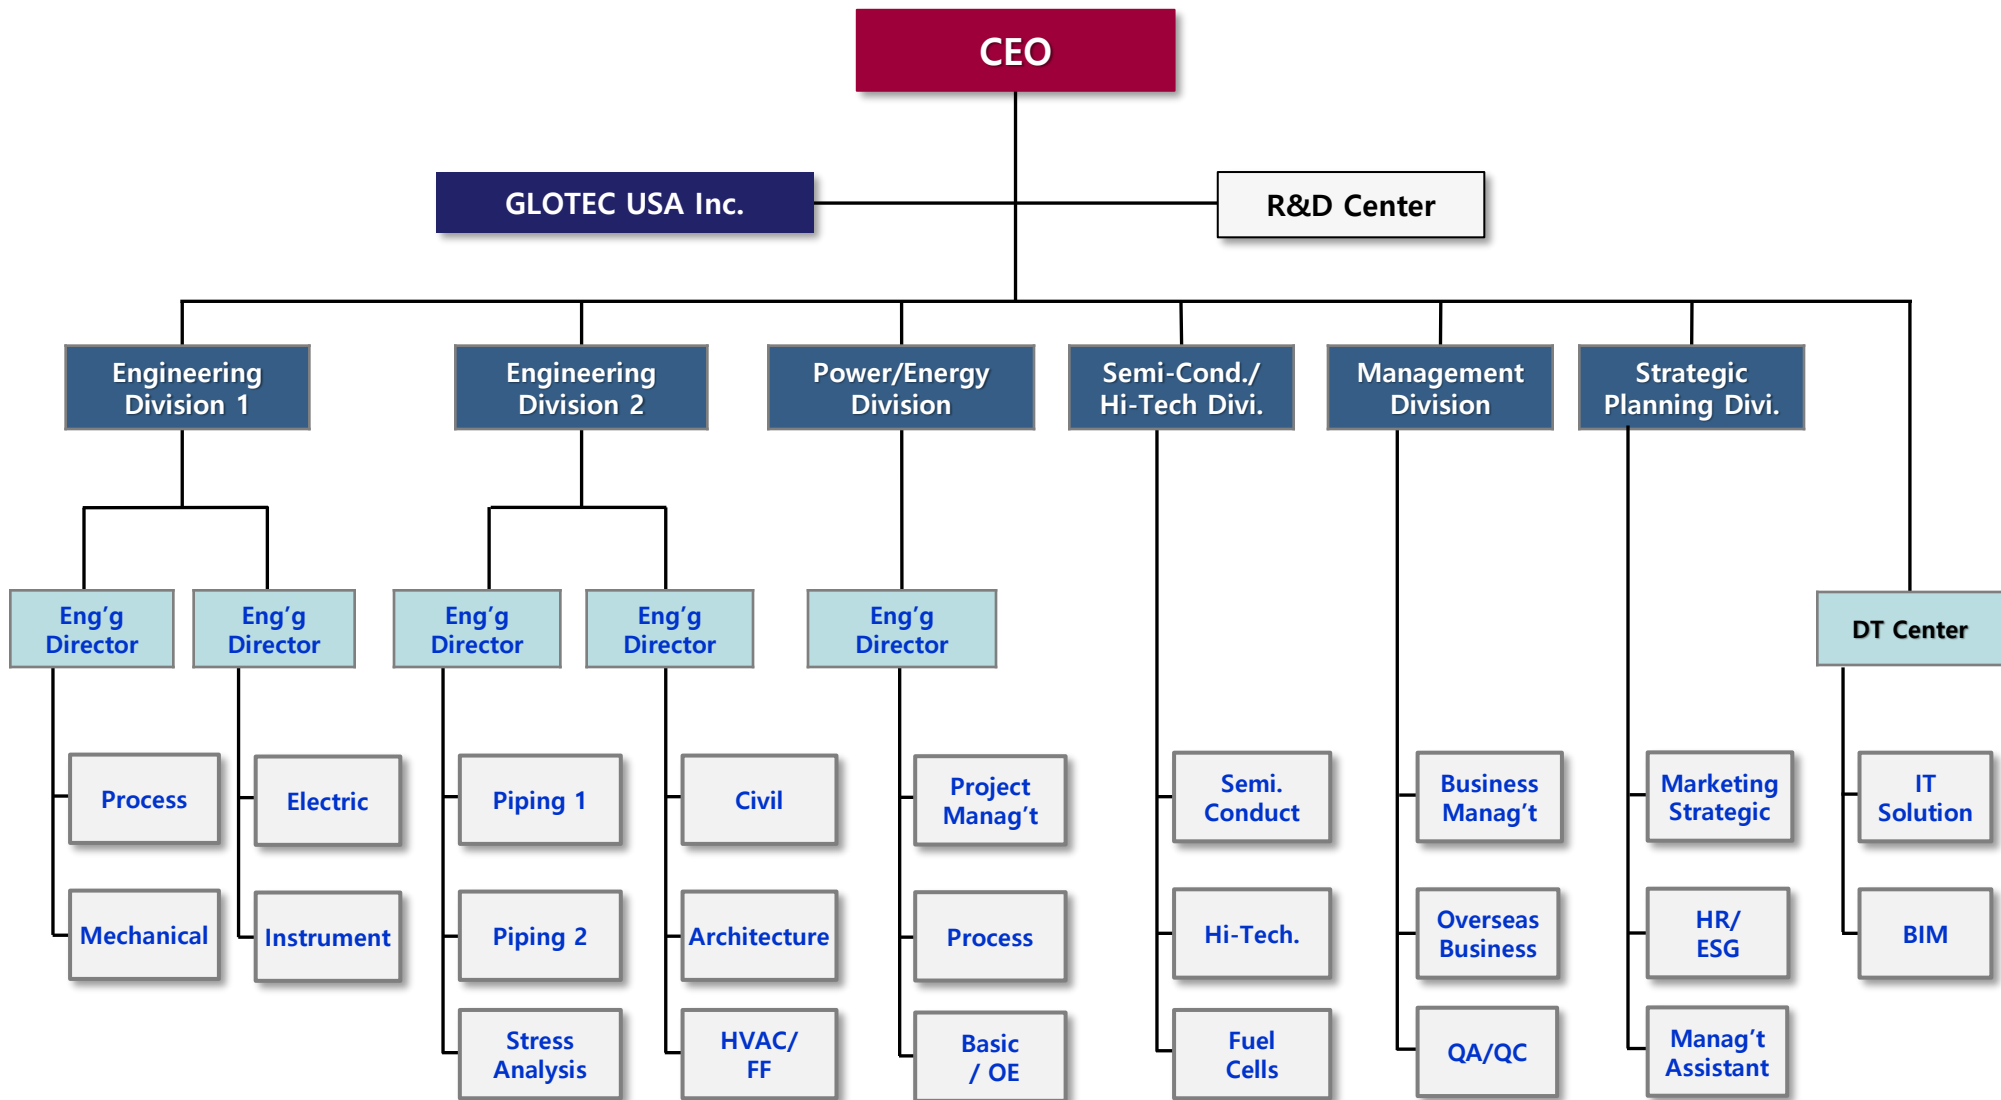 CEO
GLOTEC USA Inc.
R&D Center
Engineering
Division 1
Engineering
Division 2
Power/Energy
Division
Semi-Cond./
Hi-Tech Divi.
Management
Division
Strategic
Planning Divi.
Eng’g
Director
Eng’g
Director
Eng’g
Director
Eng’g
Director
Eng’g
Director
DT Center
Process
Electric
Piping 1
Civil
Project
Manag’t
Semi.
Conduct
Business
Manag’t
Marketing
Strategic
IT
Solution
Mechanical
Instrument
Piping 2
Architecture
Process
Hi-Tech.
Overseas
Business
HR/
ESG
BIM
Stress
Analysis
HVAC/
FF
Basic
/ OE
Fuel
Cells
QA/QC
Manag’t
Assistant